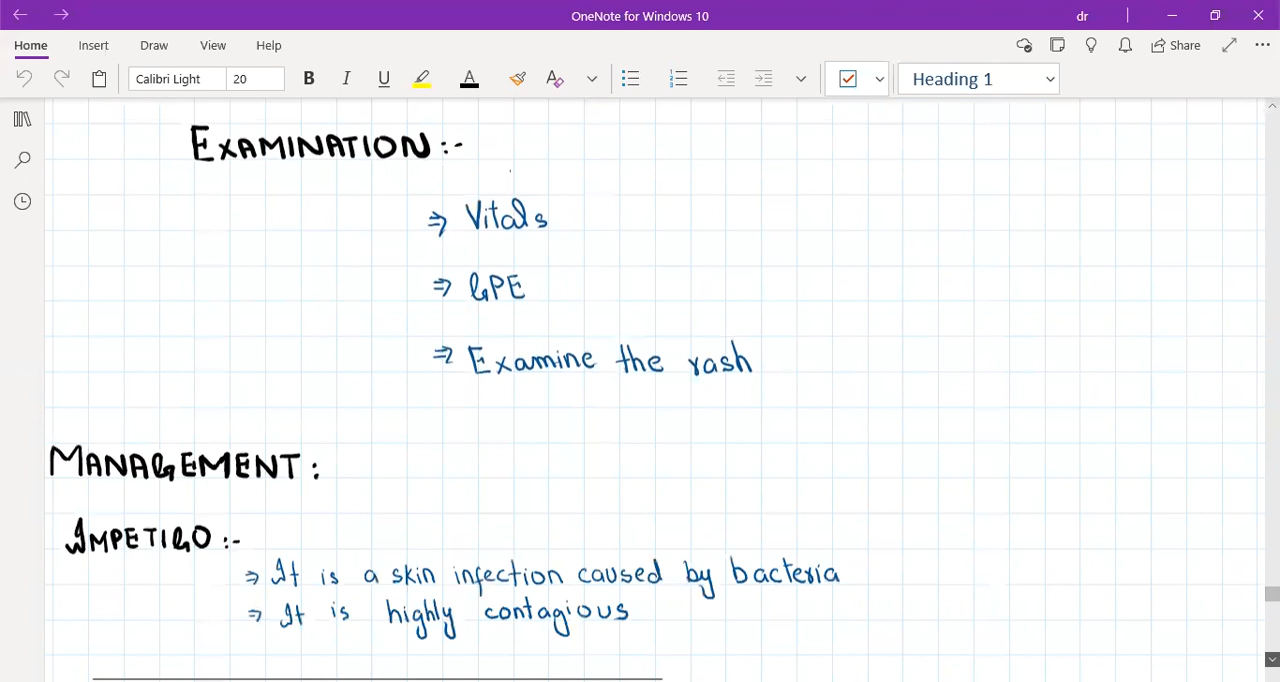 OneNote for Windows 10
dr
Home Insert Draw View Help
Share
Calibri Light 20 B I U A Heading 1
EXAMINATION :-
⇒ Vitals
⇒ GPE
⇒ Examine the rash
MANAGEMENT :
IMPETIGO :-
⇒ It is a skin infection caused by bacteria
⇒ It is highly contagious